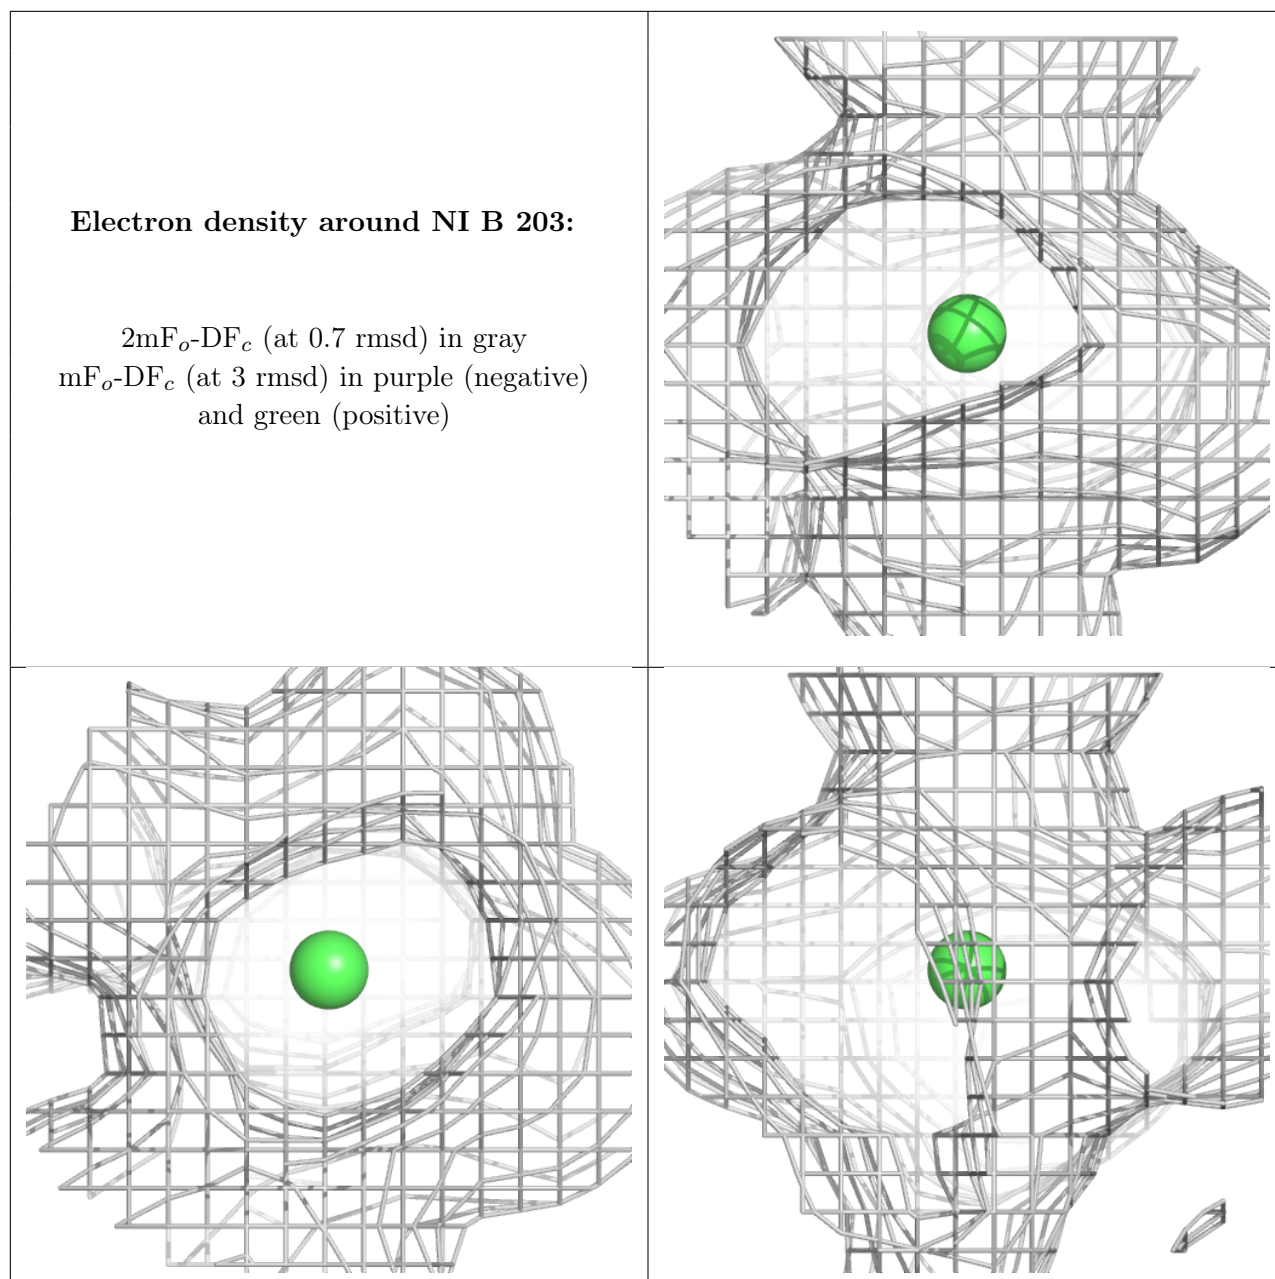 Electron density around NI B 203:
2mFo-DFc (at 0.7 rmsd) in gray
mFo-DFc (at 3 rmsd) in purple (negative)
and green (positive)